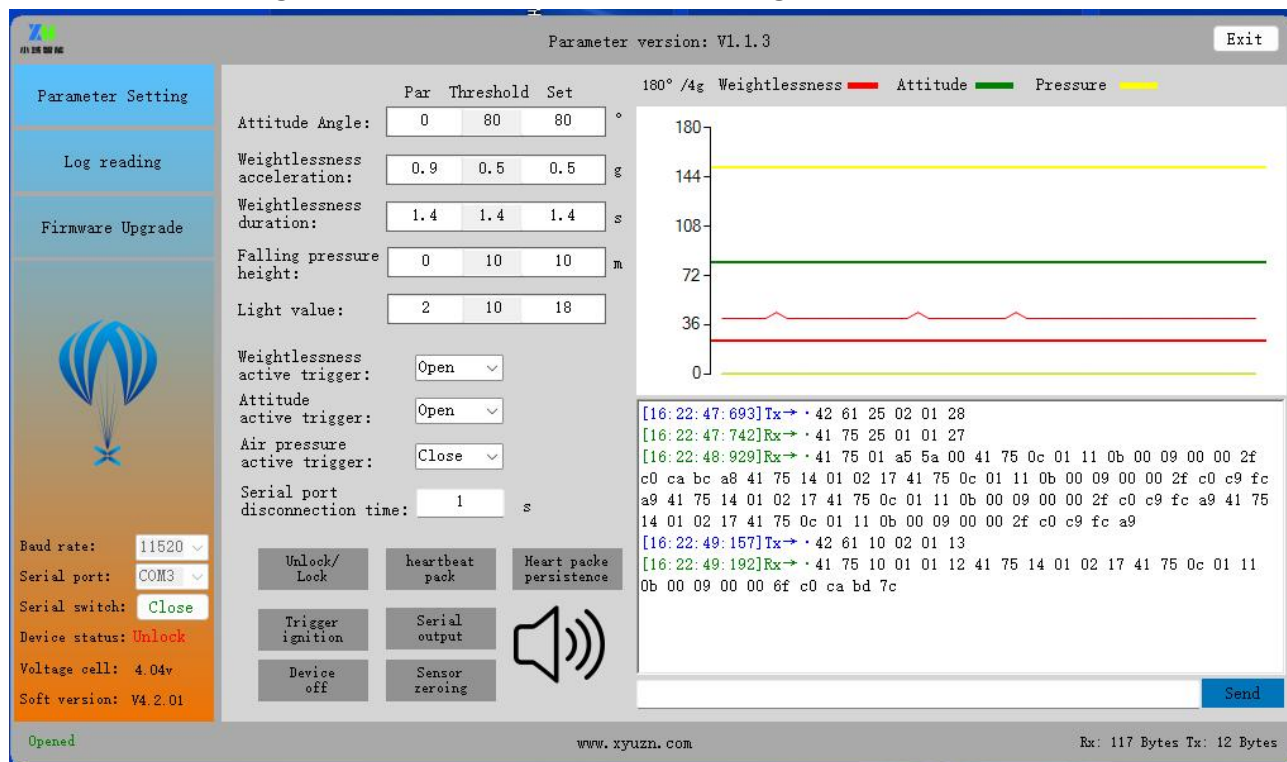 小域智能
Parameter version: V1.1.3
Exit
Parameter Setting
Log reading
Firmware Upgrade
Baud rate: 11520
Serial port: COM3
Serial switch: Close
Device status: Unlock
Voltage cell: 4.04v
Soft version: V4.2.01
Par Threshold Set
Attitude Angle: 0 80 80 °
Weightlessness
acceleration: 0.9 0.5 0.5 g
Weightlessness
duration: 1.4 1.4 1.4 s
Falling pressure
height: 0 10 10 m
Light value: 2 10 18
Weightlessness
active trigger: Open
Attitude
active trigger: Open
Air pressure
active trigger: Close
Serial port
disconnection time: 1 s
Unlock/
Lock
heartbeat
pack
Heart packe
persistence
Trigger
ignition
Serial
output
Device
off
Sensor
zeroing
180° /4g Weightlessness Attitude Pressure
180
144
108
72
36
0
[16:22:47:693]Tx→・42 61 25 02 01 28
[16:22:47:742]Rx→・41 75 25 01 01 27
[16:22:48:929]Rx→・41 75 01 a5 5a 00 41 75 0c 01 11 0b 00 09 00 00 2f
c0 ca bc a8 41 75 14 01 02 17 41 75 0c 01 11 0b 00 09 00 00 2f c0 c9 fc
a9 41 75 14 01 02 17 41 75 0c 01 11 0b 00 09 00 00 2f c0 c9 fc a9 41 75
14 01 02 17 41 75 0c 01 11 0b 00 09 00 00 2f c0 c9 fc a9
[16:22:49:157]Tx→・42 61 10 02 01 13
[16:22:49:192]Rx→・41 75 10 01 01 12 41 75 14 01 02 17 41 75 0c 01 11
0b 00 09 00 00 6f c0 ca bd 7c
Send
Opened
www.xyuzn.com
Rx: 117 Bytes Tx: 12 Bytes